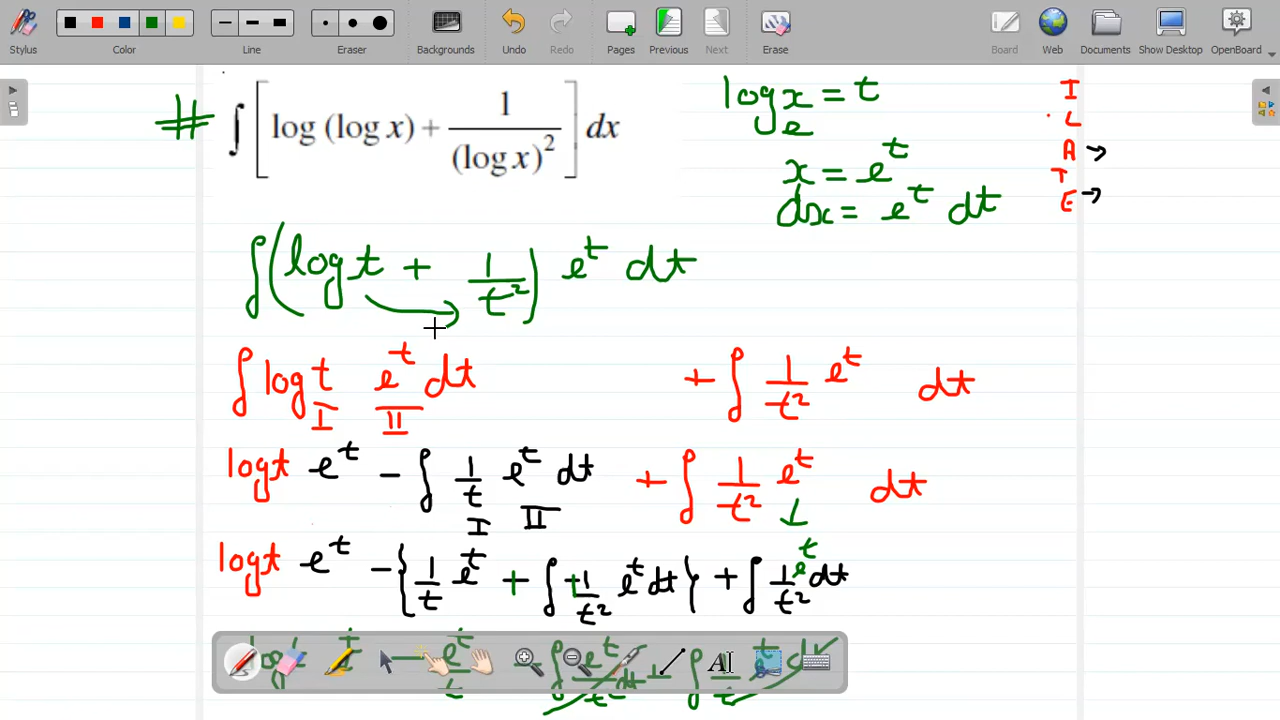 Stylus Color Line Eraser Backgrounds Undo Redo Pages Previous Next Erase Board Web Documents Show Desktop OpenBoard
# ∫ [ log (log x) + 1/(log x)² ] dx
logₑ x = t
x = e^t
dx = e^t dt
I
L
A →
T
E →
∫ (log t + 1/t²) e^t dt
∫ log t e^t dt + ∫ 1/t² e^t dt
I II
log t e^t − ∫ 1/t e^t dt + ∫ 1/t² e^t dt
I II
log t e^t − { 1/t e^t + ∫ +1/t² e^t dt } + ∫ 1/t² e^t dt